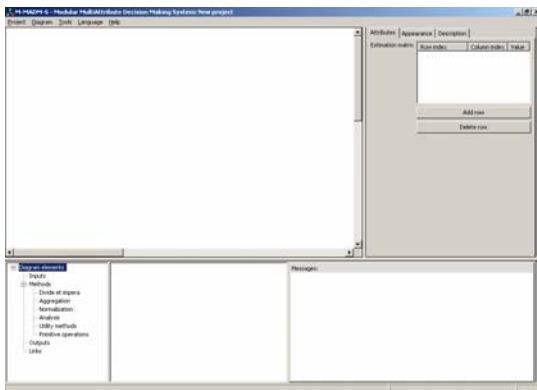 M-MADM-S - Modular MultiAttribute Decision Making System: New project
Project Diagram Tools Language Help
Attributes Appearance Description
Estimation matrix Row index Column index Value
Add row
Delete row
Diagram elements
Inputs
Methods
Divide et impera
Aggregation
Normalization
Analysis
Utility methods
Primitive operations
Outputs
Links
Messages: